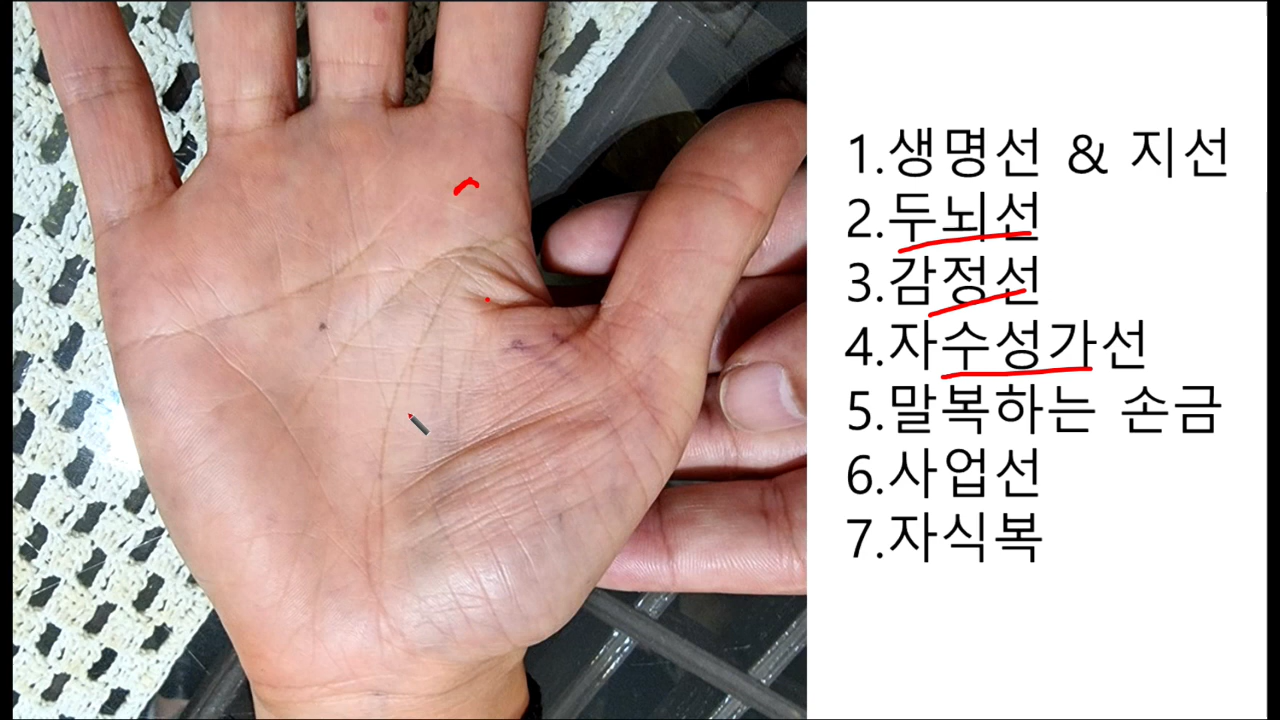 1.생명선 & 지선
2.두뇌선
3.감정선
4.자수성가선
5.말복하는 손금
6.사업선
7.자식복